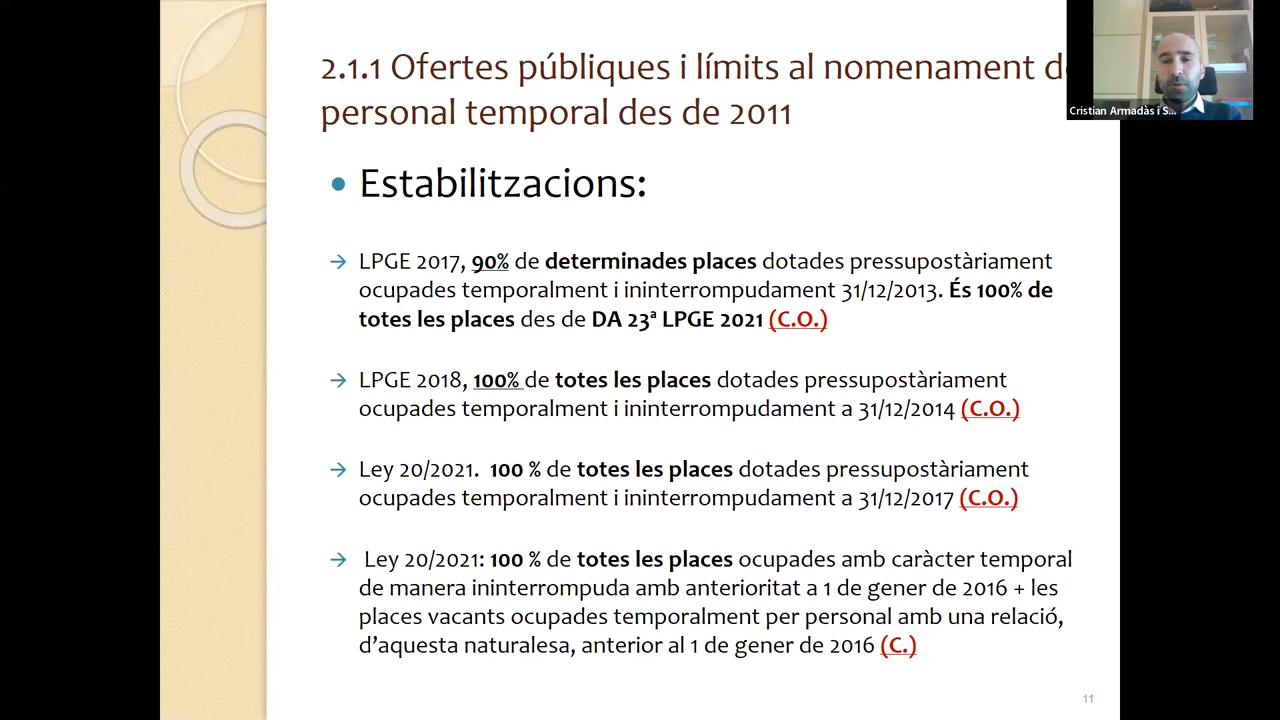 2.1.1 Ofertes públiques i límits al nomenament d
personal temporal des de 2011
Cristian Armadàs i S...
• Estabilitzacions:
→ LPGE 2017, 90% de determinades places dotades pressupostàriament
ocupades temporalment i ininterrompudament 31/12/2013. És 100% de
totes les places des de DA 23ª LPGE 2021 (C.O.)
→ LPGE 2018, 100% de totes les places dotades pressupostàriament
ocupades temporalment i ininterrompudament a 31/12/2014 (C.O.)
→ Ley 20/2021. 100 % de totes les places dotades pressupostàriament
ocupades temporalment i ininterrompudament a 31/12/2017 (C.O.)
→ Ley 20/2021: 100 % de totes les places ocupades amb caràcter temporal
de manera ininterrompuda amb anterioritat a 1 de gener de 2016 + les
places vacants ocupades temporalment per personal amb una relació,
d'aquesta naturalesa, anterior al 1 de gener de 2016 (C.)
11